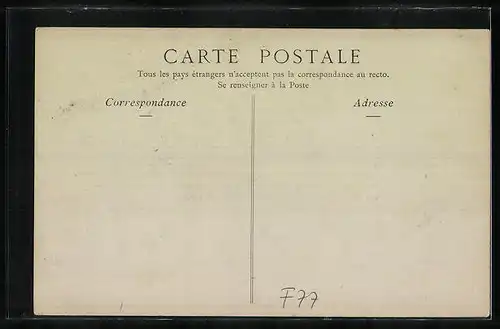 CARTE POSTALE
Tous les pays étrangers n'acceptent pas la correspondance au recto.
Se renseigner à la Poste
Correspondance
Adresse
F77